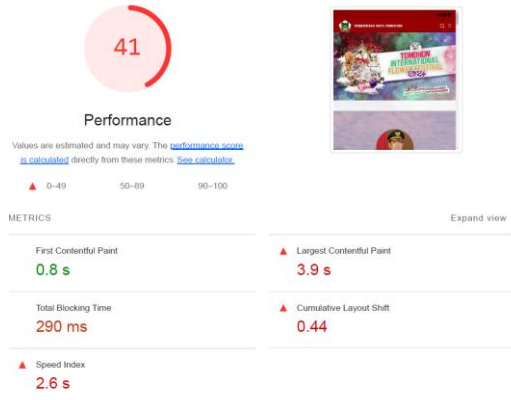 41
Performance
Values are estimated and may vary. The performance score
is calculated directly from these metrics. See calculator.
0–49
50–89
90–100
METRICS
Expand view
First Contentful Paint
0.8 s
Largest Contentful Paint
3.9 s
Total Blocking Time
290 ms
Cumulative Layout Shift
0.44
Speed Index
2.6 s
TOMOHON
INTERNATIONAL
FLOWER FESTIVAL
2024